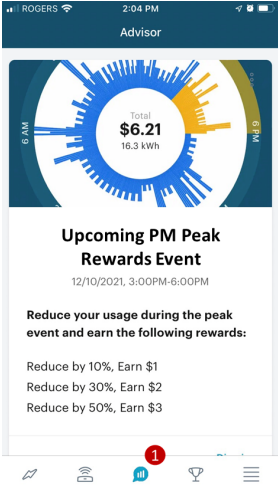 ROGERS 2:04 PM
Advisor
Total
$6.21
16.3 kWh
6 AM
6 PM
Upcoming PM Peak
Rewards Event
12/10/2021, 3:00PM-6:00PM
Reduce your usage during the peak
event and earn the following rewards:
Reduce by 10%, Earn $1
Reduce by 30%, Earn $2
Reduce by 50%, Earn $3
1